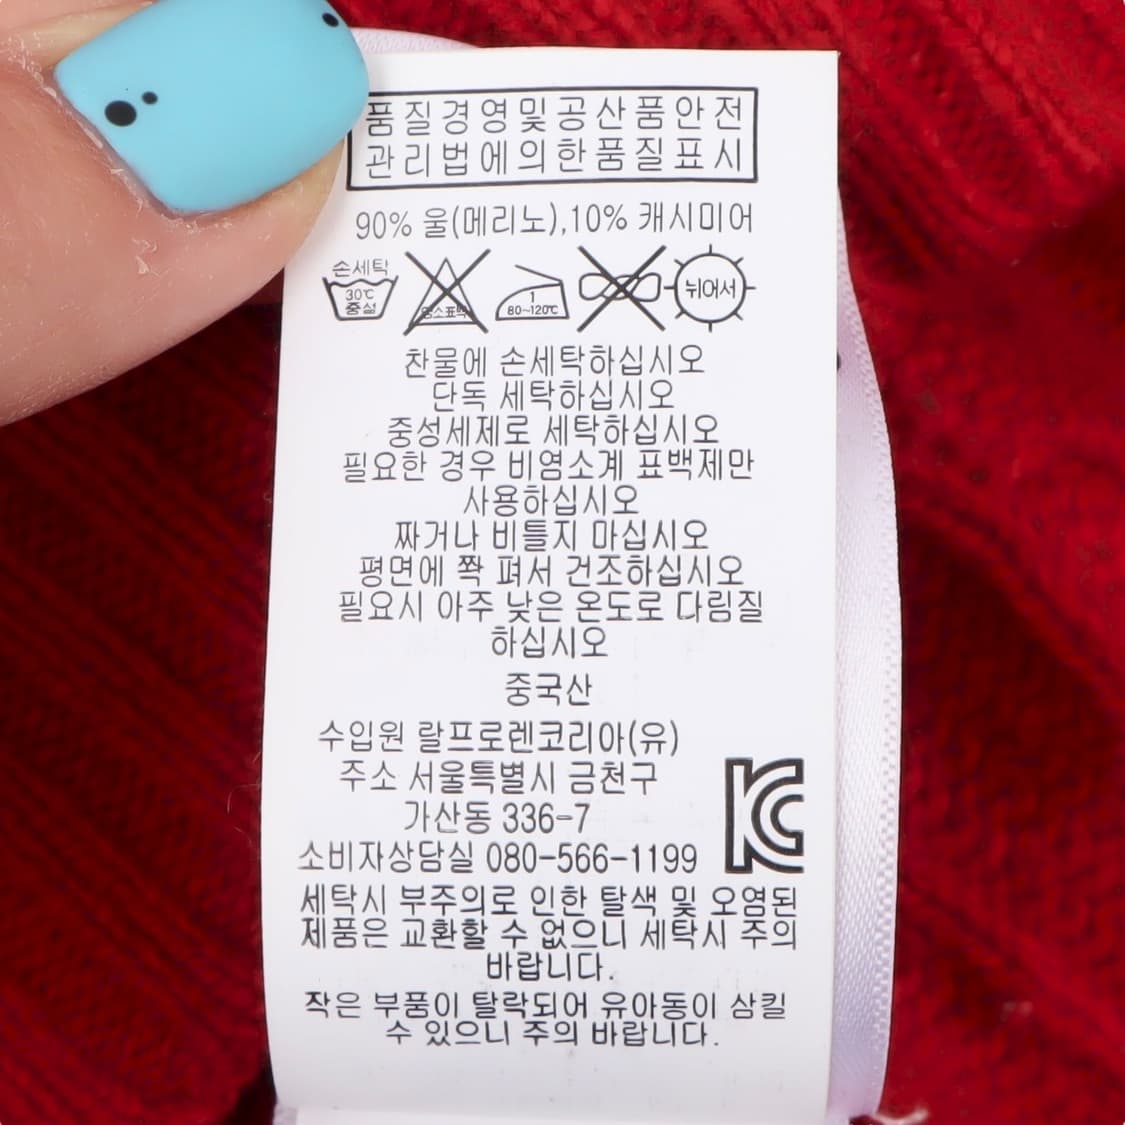 품질경영및공산품안전
관리법에의한품질표시
90% 울(메리노),10% 캐시미어
손세탁
30℃
중성
염소표백
1
80~120℃
뉘어서
찬물에 손세탁하십시오
단독 세탁하십시오
중성세제로 세탁하십시오
필요한 경우 비염소계 표백제만
사용하십시오
짜거나 비틀지 마십시오
평면에 쫙 펴서 건조하십시오
필요시 아주 낮은 온도로 다림질
하십시오
중국산
수입원 랄프로렌코리아(유)
주소 서울특별시 금천구
가산동 336-7
KC
소비자상담실 080-566-1199
세탁시 부주의로 인한 탈색 및 오염된
제품은 교환할 수 없으니 세탁시 주의
바랍니다.
작은 부품이 탈락되어 유아동이 삼킬
수 있으니 주의 바랍니다.